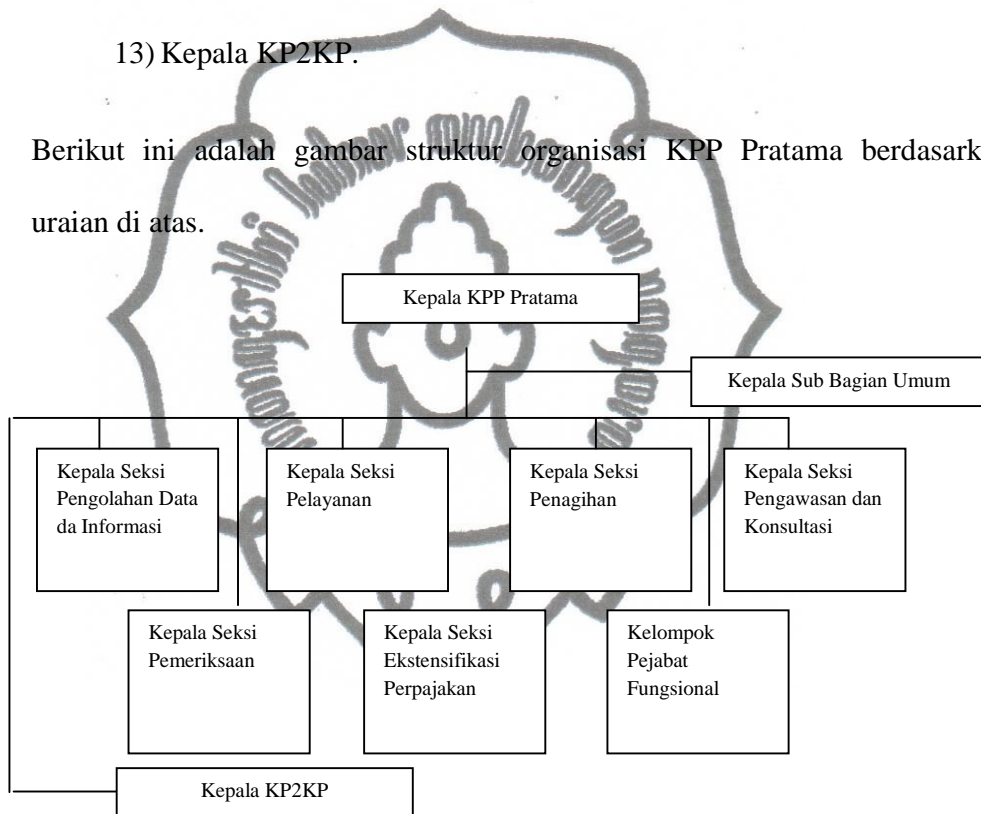 13) Kepala KP2KP.
Berikut ini adalah gambar struktur organisasi KPP Pratama berdasark
uraian di atas.
Kepala KPP Pratama
Kepala Sub Bagian Umum
Kepala Seksi
Pengolahan Data
da Informasi
Kepala Seksi
Pelayanan
Kepala Seksi
Penagihan
Kepala Seksi
Pengawasan dan
Konsultasi
Kepala Seksi
Pemeriksaan
Kepala Seksi
Ekstensifikasi
Perpajakan
Kelompok
Pejabat
Fungsional
Kepala KP2KP